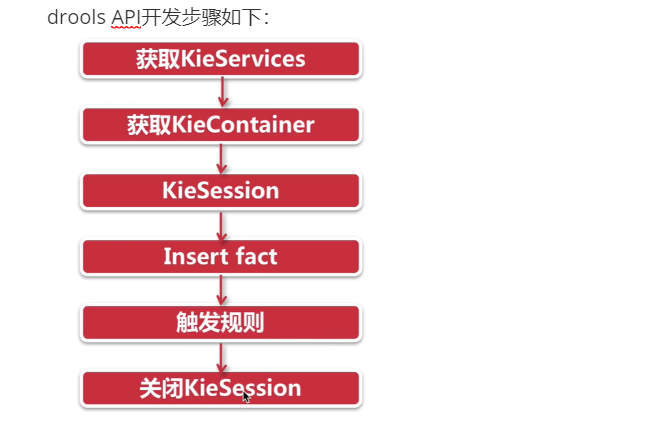 drools API开发步骤如下：
获取KieServices
获取KieContainer
KieSession
Insert fact
触发规则
关闭KieSession